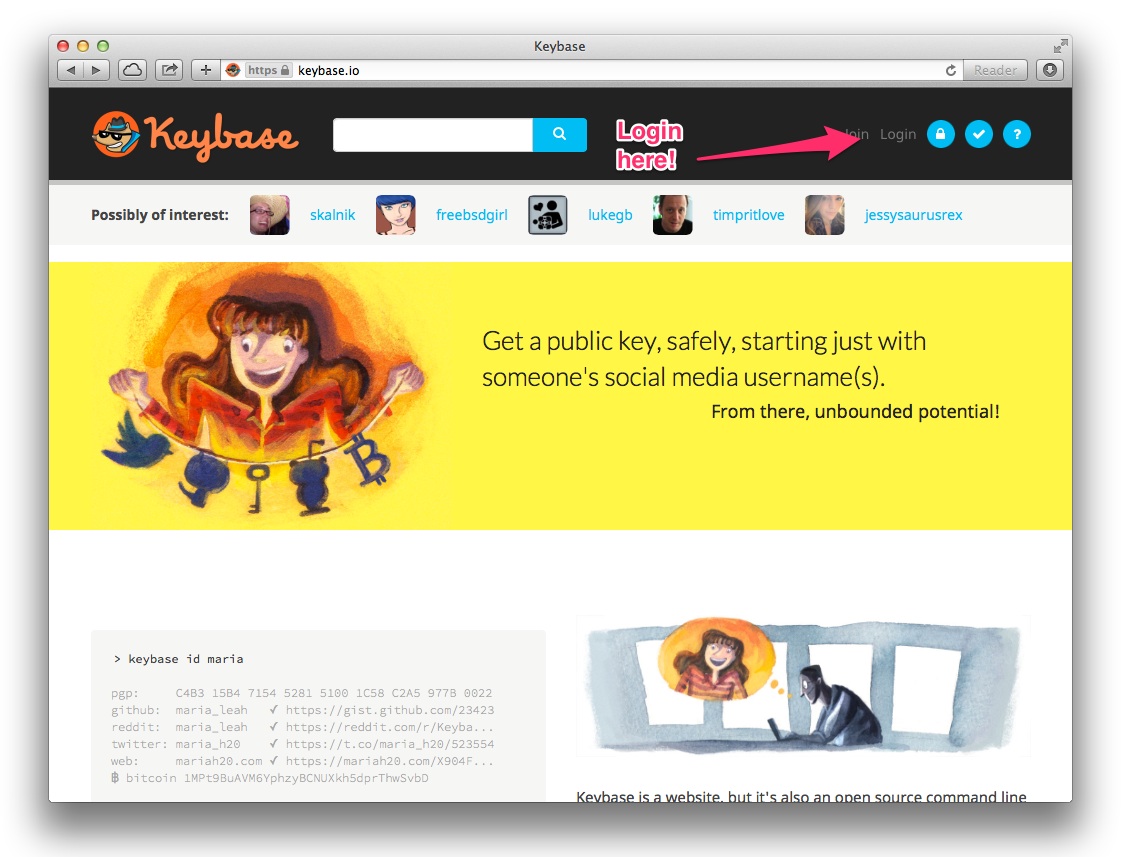 Keybase
https keybase.io Reader
Keybase
Login
here!
Join Login ?
Possibly of interest: skalnik freebsdgirl lukegb timpritlove jessysaurusrex
Get a public key, safely, starting just with
someone's social media username(s).
From there, unbounded potential!
> keybase id maria
pgp: C4B3 15B4 7154 5281 5100 1C58 C2A5 977B 0022
github: maria_leah ✔ https://gist.github.com/23423
reddit: maria_leah ✔ https://reddit.com/r/Keyba...
twitter: maria_h20 ✔ https://t.co/maria_h20/523554
web: mariah20.com ✔ https://mariah20.com/X904F...
฿ bitcoin 1MPt9BuAVM6YphzyBCNUXkh5dprThwSvbD
Keybase is a website, but it's also an open source command line